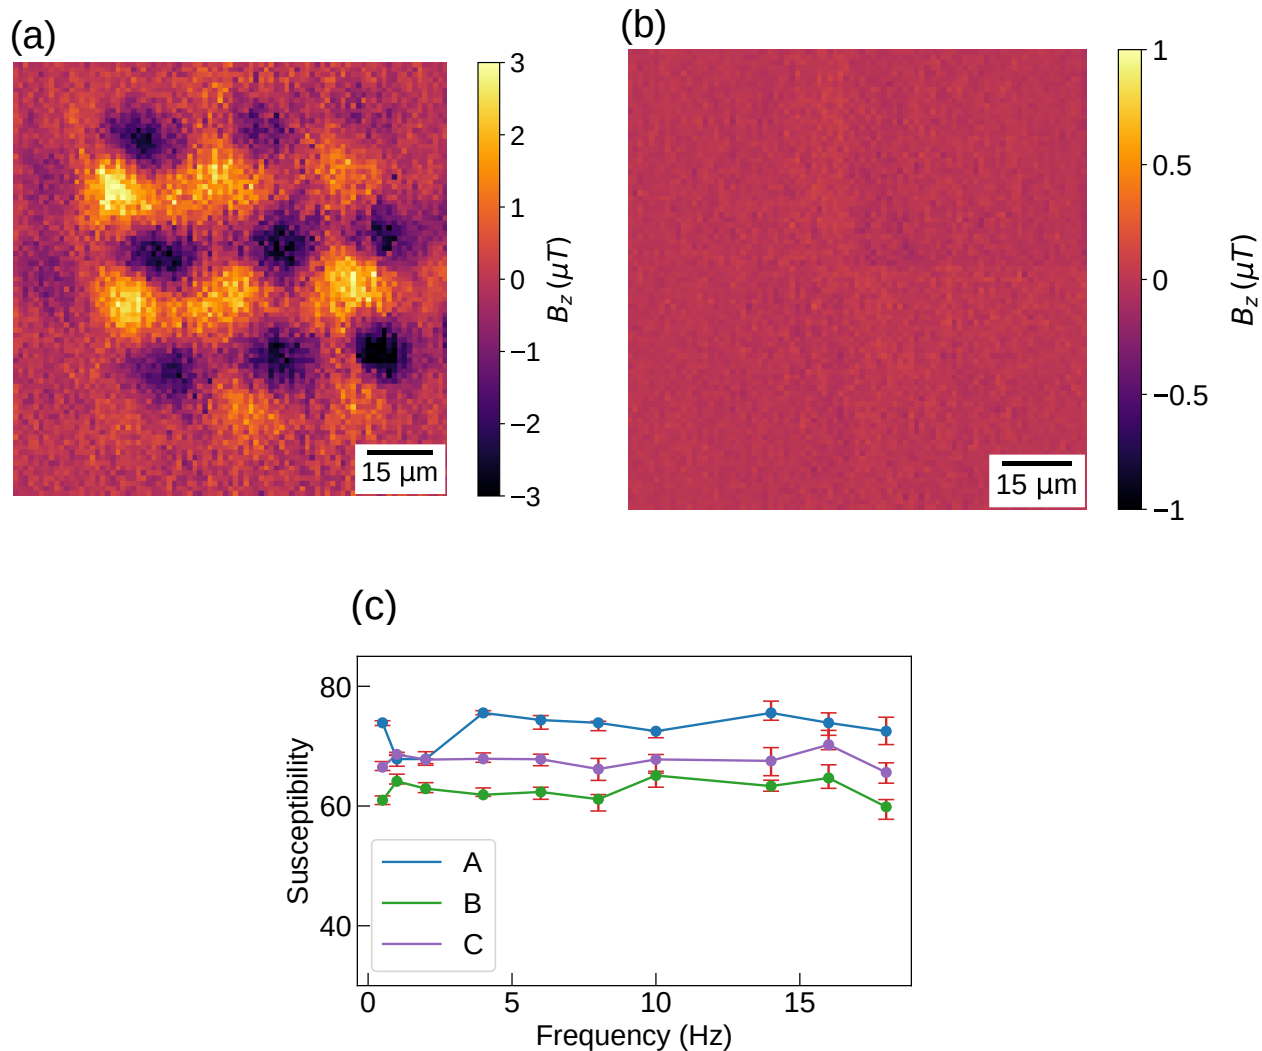 (a)
3
2
1
0
−1
−2
−3
B_z (μT)
15 μm
(b)
1
0.5
0
−0.5
−1
B_z (μT)
15 μm
(c)
80
60
40
Susceptibility
A
B
C
0 5 10 15
Frequency (Hz)